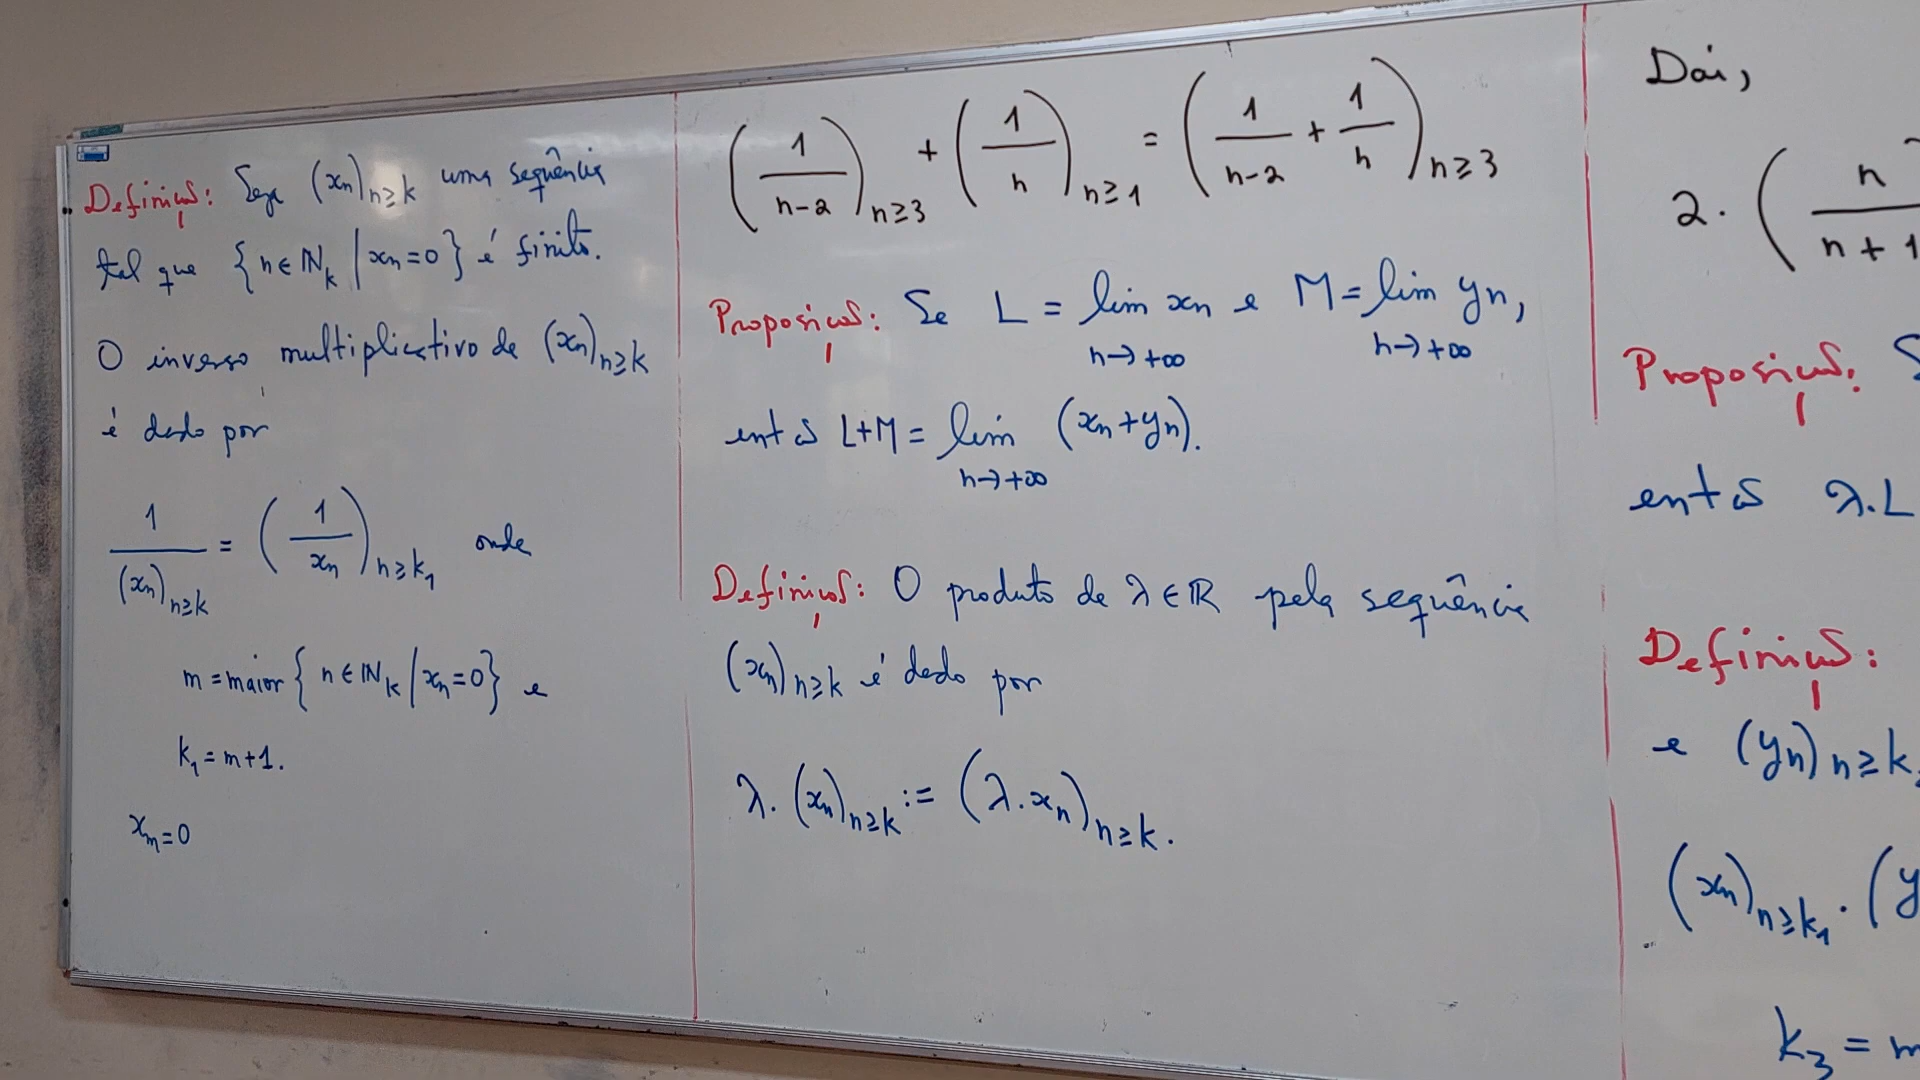 Definição: Seja (xₙ)ₙ≥ₖ uma sequência
tal que {n ∈ ℕₖ | xₙ = 0} é finito.
O inverso multiplicativo de (xₙ)ₙ≥ₖ
é dado por
1/(xₙ)ₙ≥ₖ = (1/xₙ)ₙ≥ₖ₁ onde
m = maior {n ∈ ℕₖ | xₙ = 0} e
k₁ = m+1.
xₘ = 0
(1/(n-2))ₙ≥₃ + (1/n)ₙ≥₁ = (1/(n-2) + 1/n)ₙ≥₃
Proposição: Se L = lim xₙ e M = lim yₙ,
n→+∞ n→+∞
então L+M = lim (xₙ+yₙ).
n→+∞
Definição: O produto de λ ∈ ℝ pela sequência
(xₙ)ₙ≥ₖ é dado por
λ. (xₙ)ₙ≥ₖ := (λ.xₙ)ₙ≥ₖ.
Daí,
2. (n
n + 1
Proposição:
então λ.L
Definição:
e (yₙ)ₙ≥ₖ
(xₙ)ₙ≥ₖ₁ . (y
k₃ = m